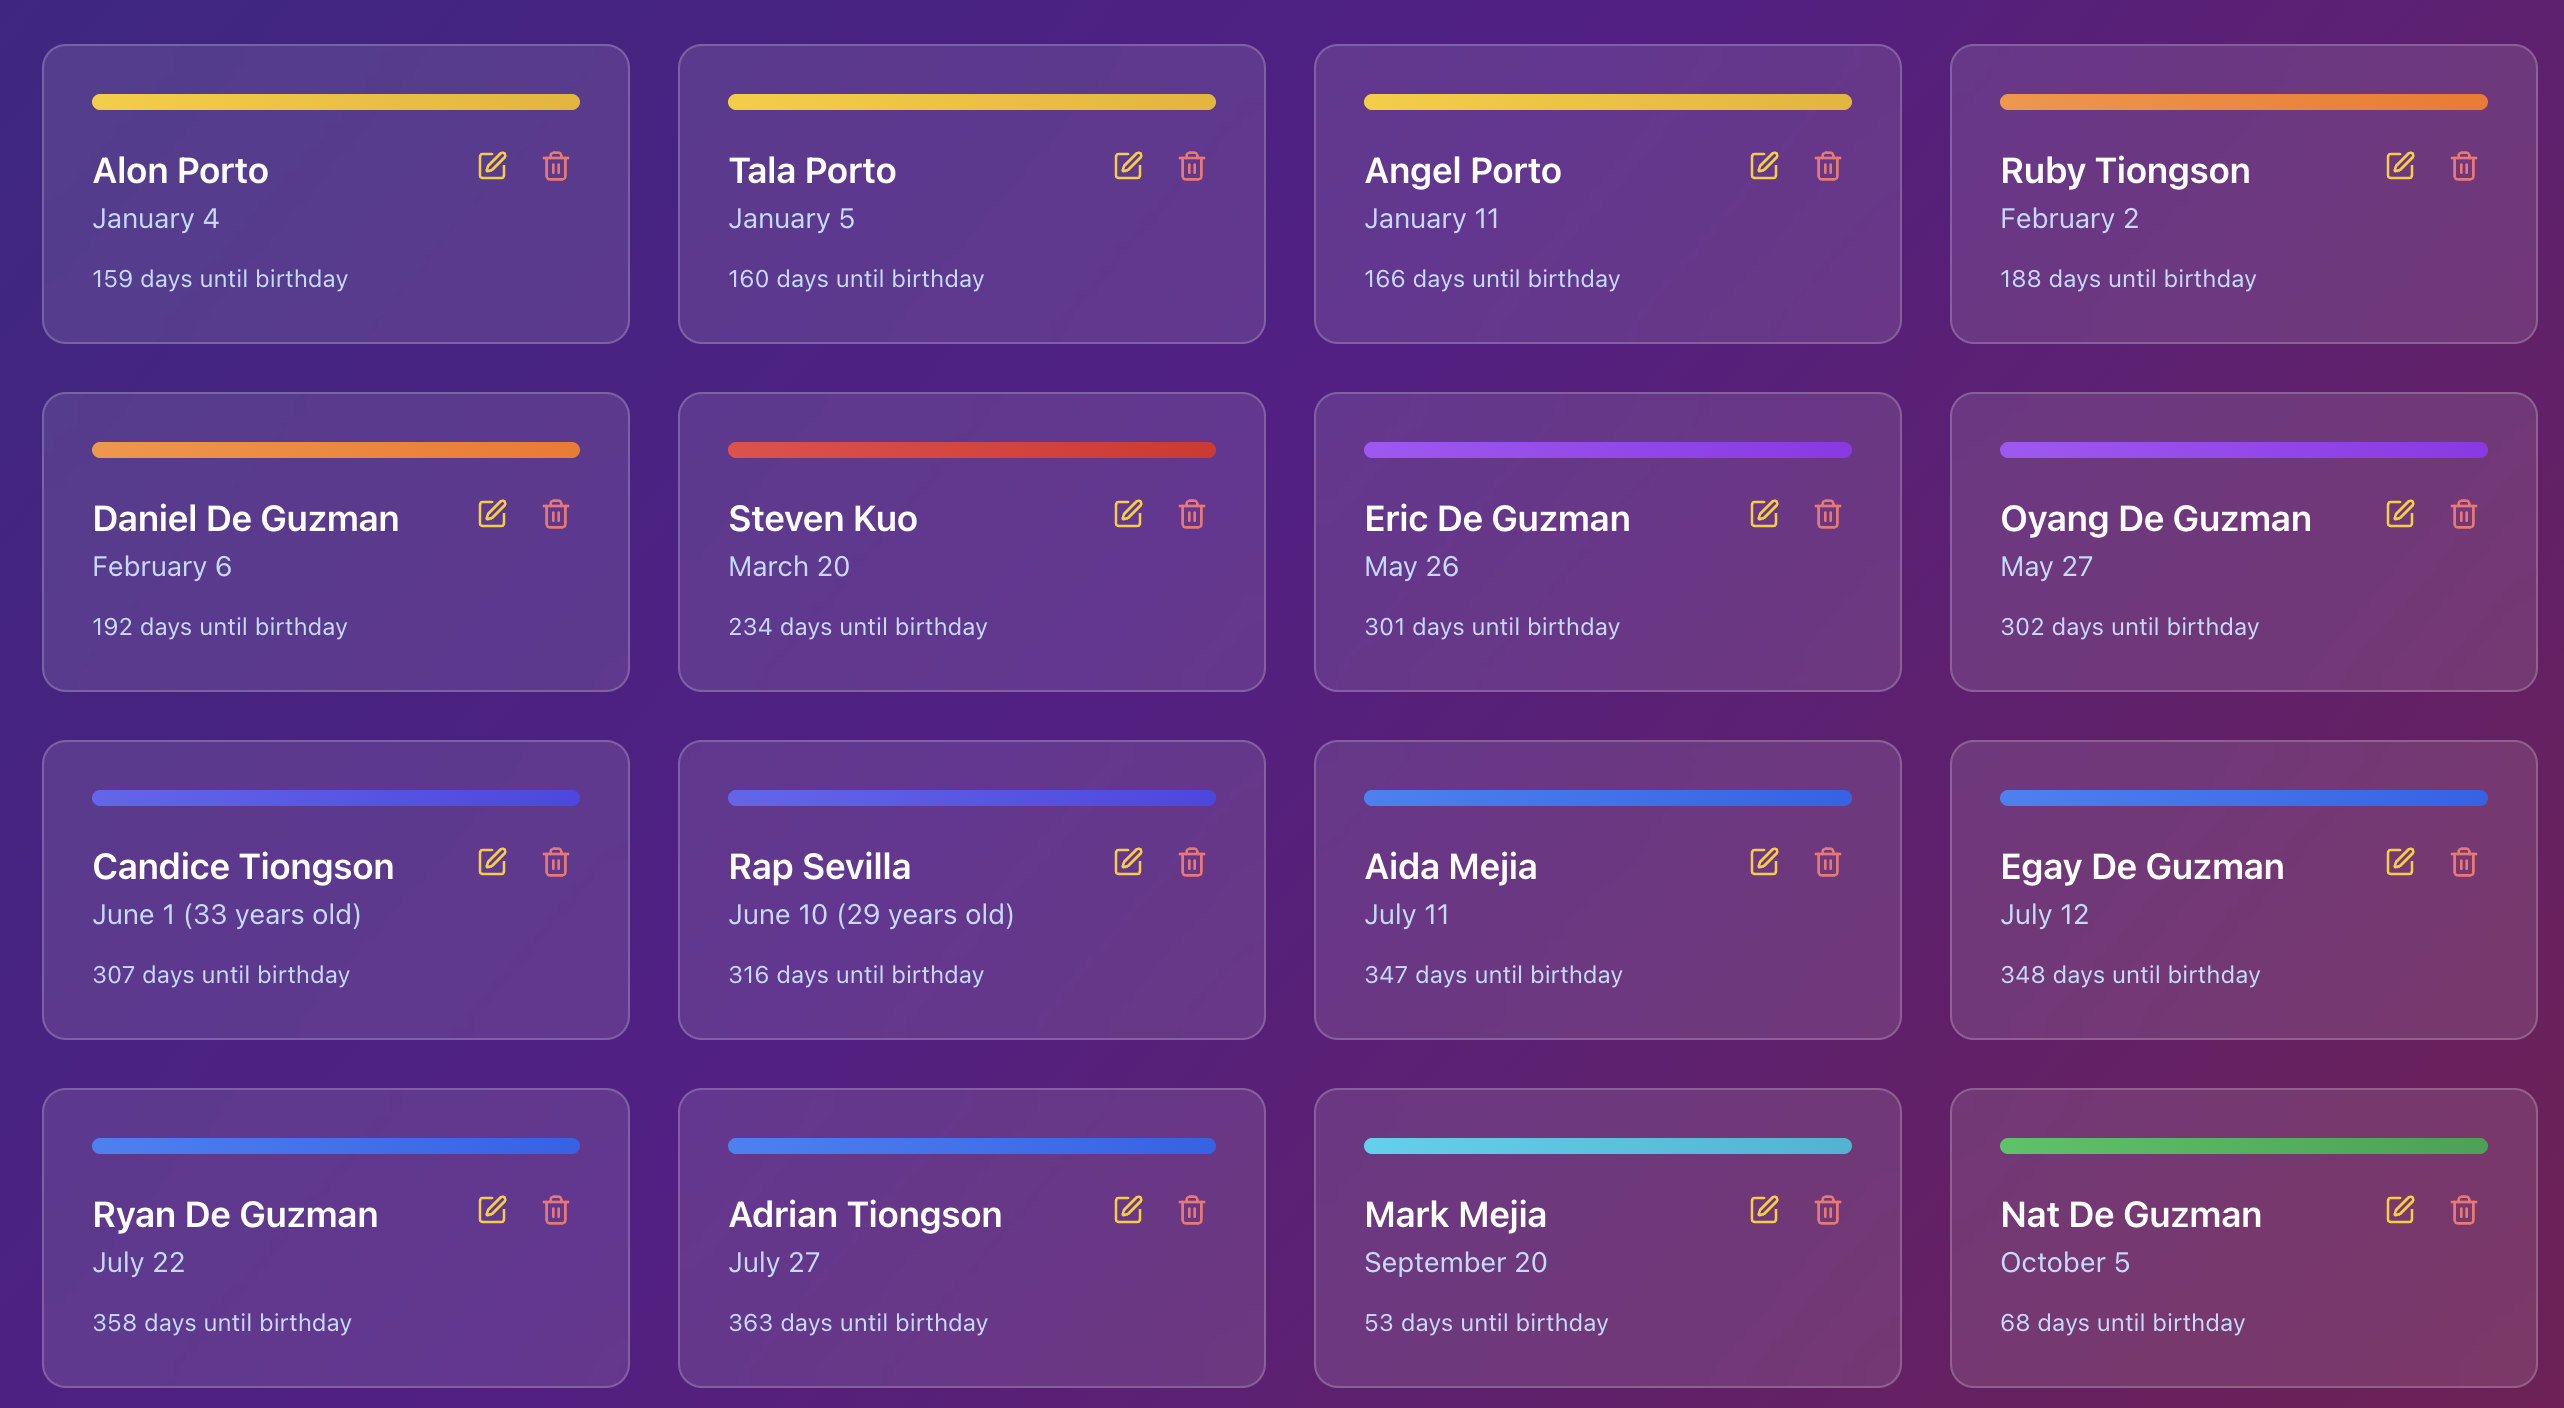 Alon Porto
January 4
159 days until birthday
Tala Porto
January 5
160 days until birthday
Angel Porto
January 11
166 days until birthday
Ruby Tiongson
February 2
188 days until birthday
Daniel De Guzman
February 6
192 days until birthday
Steven Kuo
March 20
234 days until birthday
Eric De Guzman
May 26
301 days until birthday
Oyang De Guzman
May 27
302 days until birthday
Candice Tiongson
June 1 (33 years old)
307 days until birthday
Rap Sevilla
June 10 (29 years old)
316 days until birthday
Aida Mejia
July 11
347 days until birthday
Egay De Guzman
July 12
348 days until birthday
Ryan De Guzman
July 22
358 days until birthday
Adrian Tiongson
July 27
363 days until birthday
Mark Mejia
September 20
53 days until birthday
Nat De Guzman
October 5
68 days until birthday